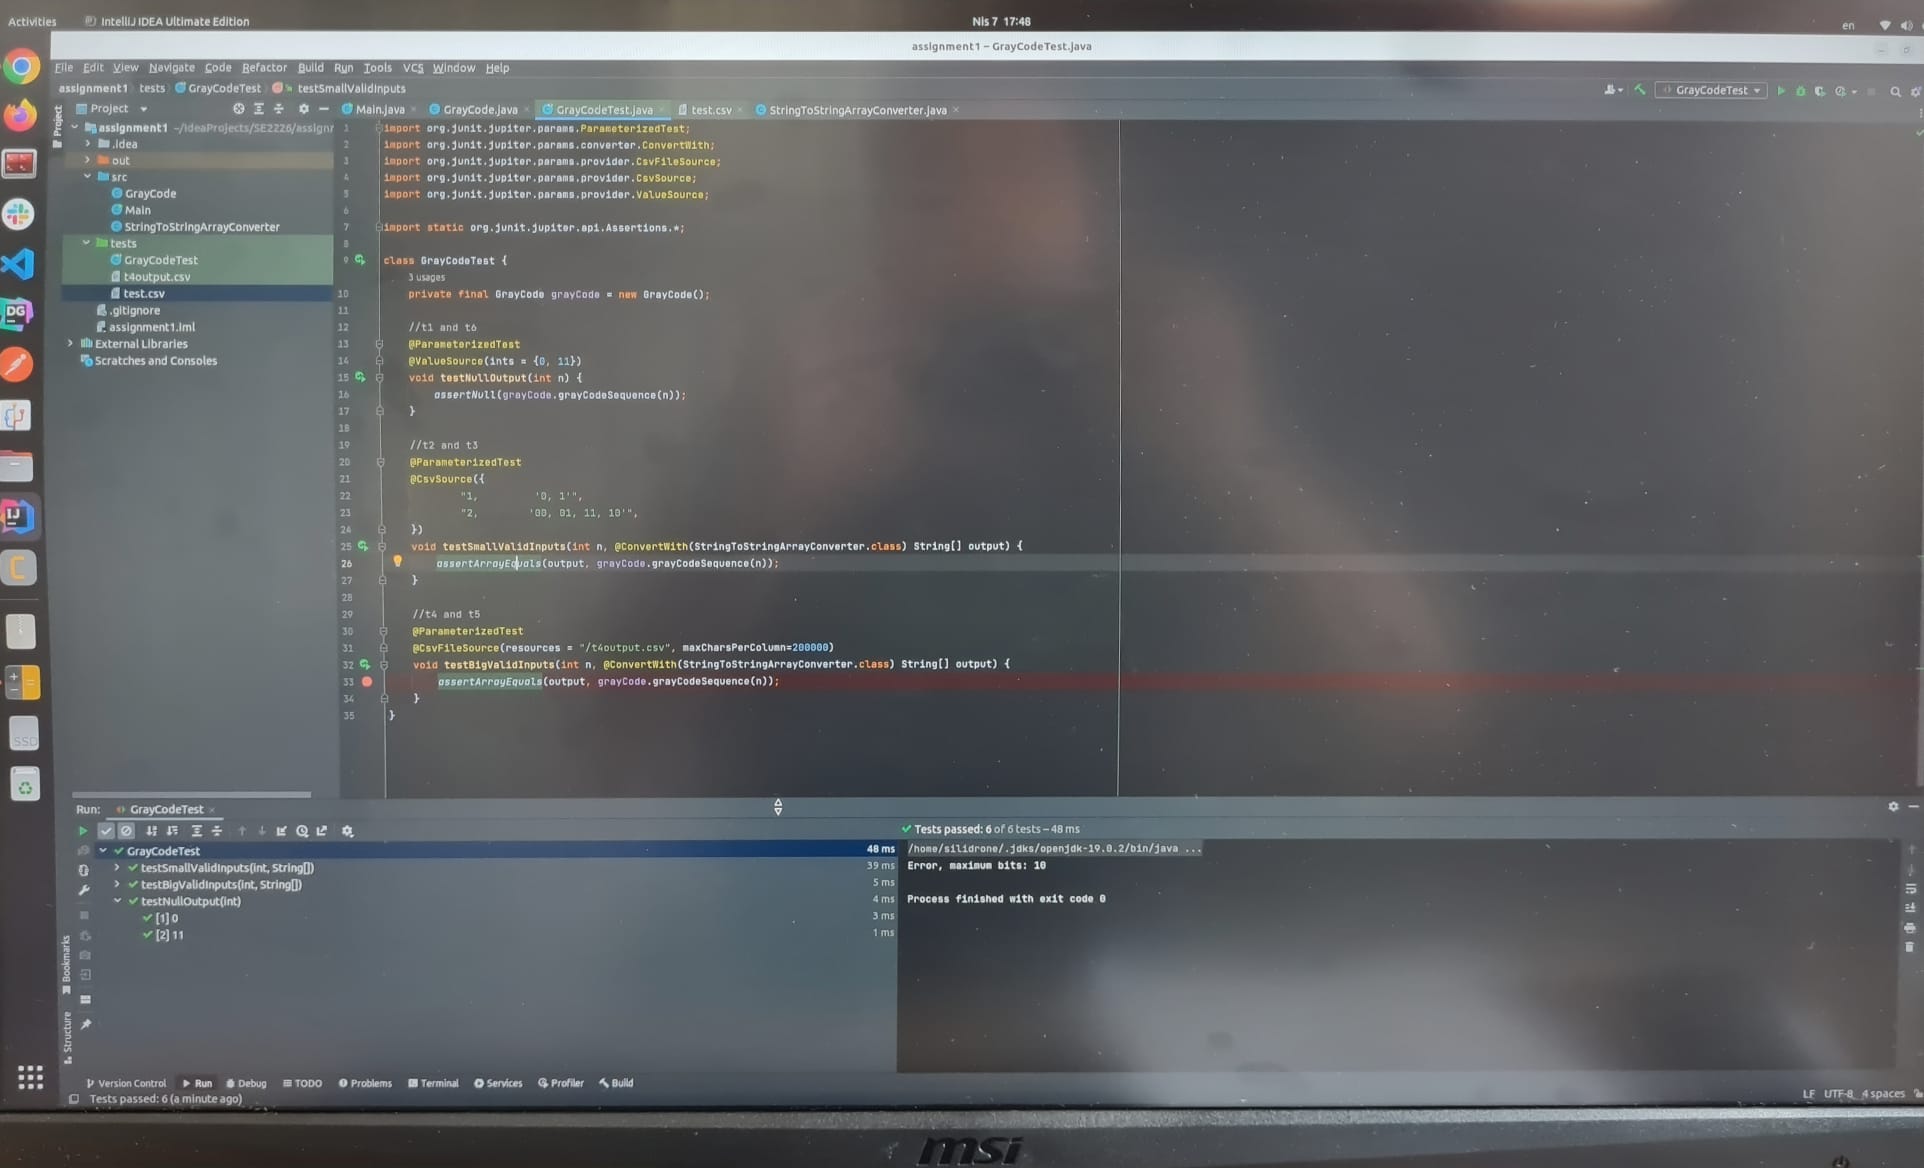 Activities
IntelliJ IDEA Ultimate Edition
Nis 7 17:48
en
assignment1 – GrayCodeTest.java
File Edit View Navigate Code Refactor Build Run Tools VCS Window Help
assignment1 tests GrayCodeTest testSmallValidInputs
GrayCodeTest
Project
Main.java GrayCode.java GrayCodeTest.java test.csv StringToStringArrayConverter.java
Project
assignment1 ~/IdeaProjects/SE2226/assignr
.idea
out
src
GrayCode
Main
StringToStringArrayConverter
tests
GrayCodeTest
t4output.csv
test.csv
.gitignore
assignment1.iml
External Libraries
Scratches and Consoles
1 import org.junit.jupiter.params.ParameterizedTest;
2 import org.junit.jupiter.params.converter.ConvertWith;
3 import org.junit.jupiter.params.provider.CsvFileSource;
4 import org.junit.jupiter.params.provider.CsvSource;
5 import org.junit.jupiter.params.provider.ValueSource;
6
7 import static org.junit.jupiter.api.Assertions.*;
8
9 class GrayCodeTest {
3 usages
10 private final GrayCode grayCode = new GrayCode();
11
12 //t1 and t6
13 @ParameterizedTest
14 @ValueSource(ints = {0, 11})
15 void testNullOutput(int n) {
16 assertNull(grayCode.grayCodeSequence(n));
17 }
18
19 //t2 and t3
20 @ParameterizedTest
21 @CsvSource({
22 "1, '0, 1'",
23 "2, '00, 01, 11, 10'",
24 })
25 void testSmallValidInputs(int n, @ConvertWith(StringToStringArrayConverter.class) String[] output) {
26 assertArrayEquals(output, grayCode.grayCodeSequence(n));
27 }
28
29 //t4 and t5
30 @ParameterizedTest
31 @CsvFileSource(resources = "/t4output.csv", maxCharsPerColumn=200000)
32 void testBigValidInputs(int n, @ConvertWith(StringToStringArrayConverter.class) String[] output) {
33 assertArrayEquals(output, grayCode.grayCodeSequence(n));
34 }
35 }
DG
IJ
C
SSD
Run: GrayCodeTest
Tests passed: 6 of 6 tests – 48 ms
GrayCodeTest 48 ms
testSmallValidInputs(int, String[]) 39 ms
testBigValidInputs(int, String[]) 5 ms
testNullOutput(int) 4 ms
[1] 0 3 ms
[2] 11 1 ms
/home/silidrone/.jdks/openjdk-19.0.2/bin/java ...
Error, maximum bits: 10
Process finished with exit code 0
Bookmarks
Structure
Version Control Run Debug TODO Problems Terminal Services Profiler Build
Tests passed: 6 (a minute ago)
LF UTF-8 4 spaces
msi